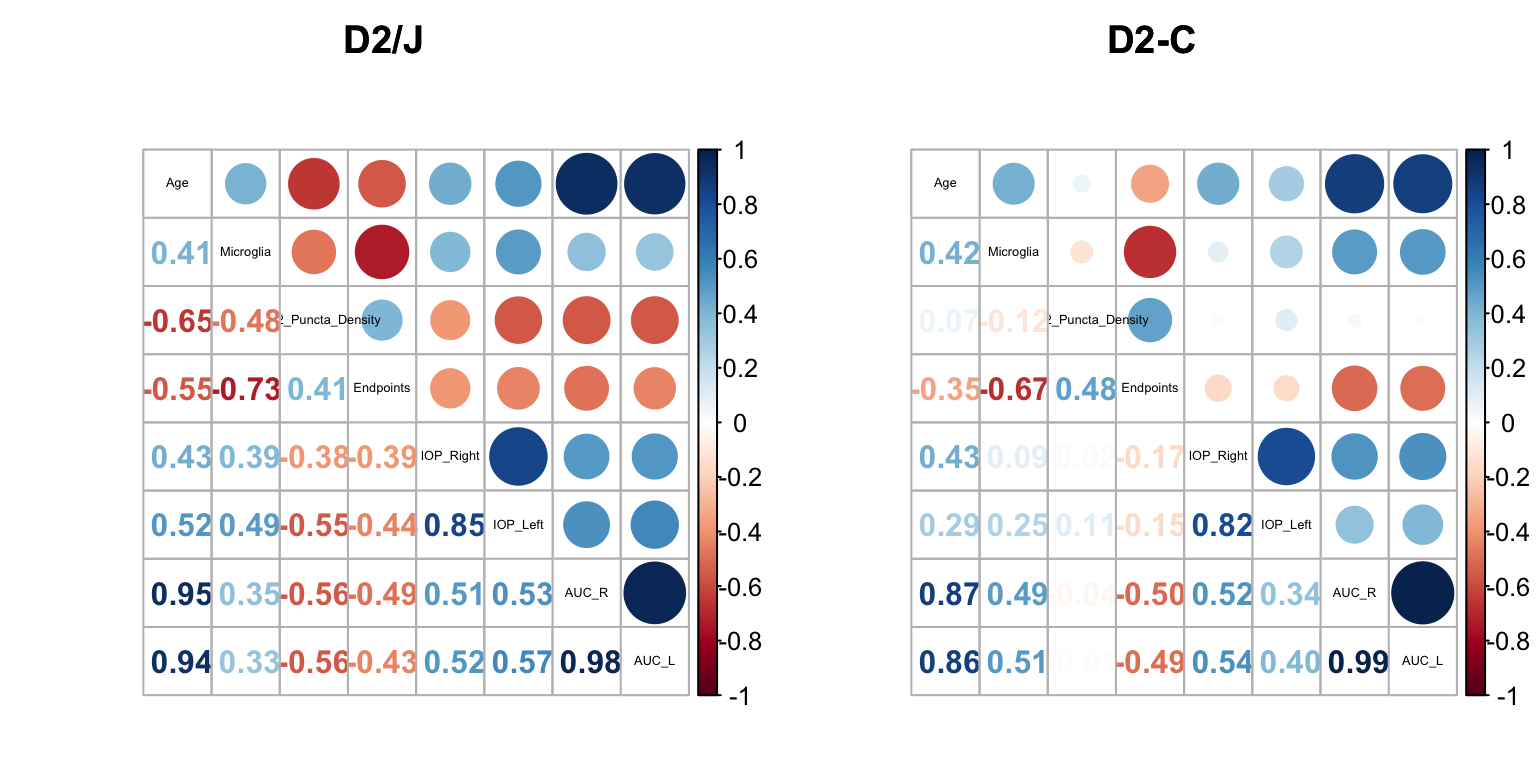 D2/J D2-C
1 1
Age Age
0.8 0.8
0.41 Microglia 0.42 Microglia
0.6 0.6
-0.65 -0.48 2_Puncta_Density 0.07 -0.12 2_Puncta_Density
0.4 0.4
0.2 0.2
-0.55 -0.73 0.41 Endpoints -0.35 -0.67 0.48 Endpoints
0 0
0.43 0.39 -0.38 -0.39 IOP_Right 0.43 0.09 0.02 -0.17 IOP_Right
-0.2 -0.2
0.52 0.49 -0.55 -0.44 0.85 IOP_Left 0.29 0.25 0.11 -0.15 0.82 IOP_Left
-0.4 -0.4
0.95 0.35 -0.56 -0.49 0.51 0.53 AUC_R 0.87 0.49 -0.04 -0.50 0.52 0.34 AUC_R
-0.6 -0.6
-0.8 -0.8
0.94 0.33 -0.56 -0.43 0.52 0.57 0.98 AUC_L 0.86 0.51 -0.49 0.54 0.40 0.99 AUC_L
-1 -1